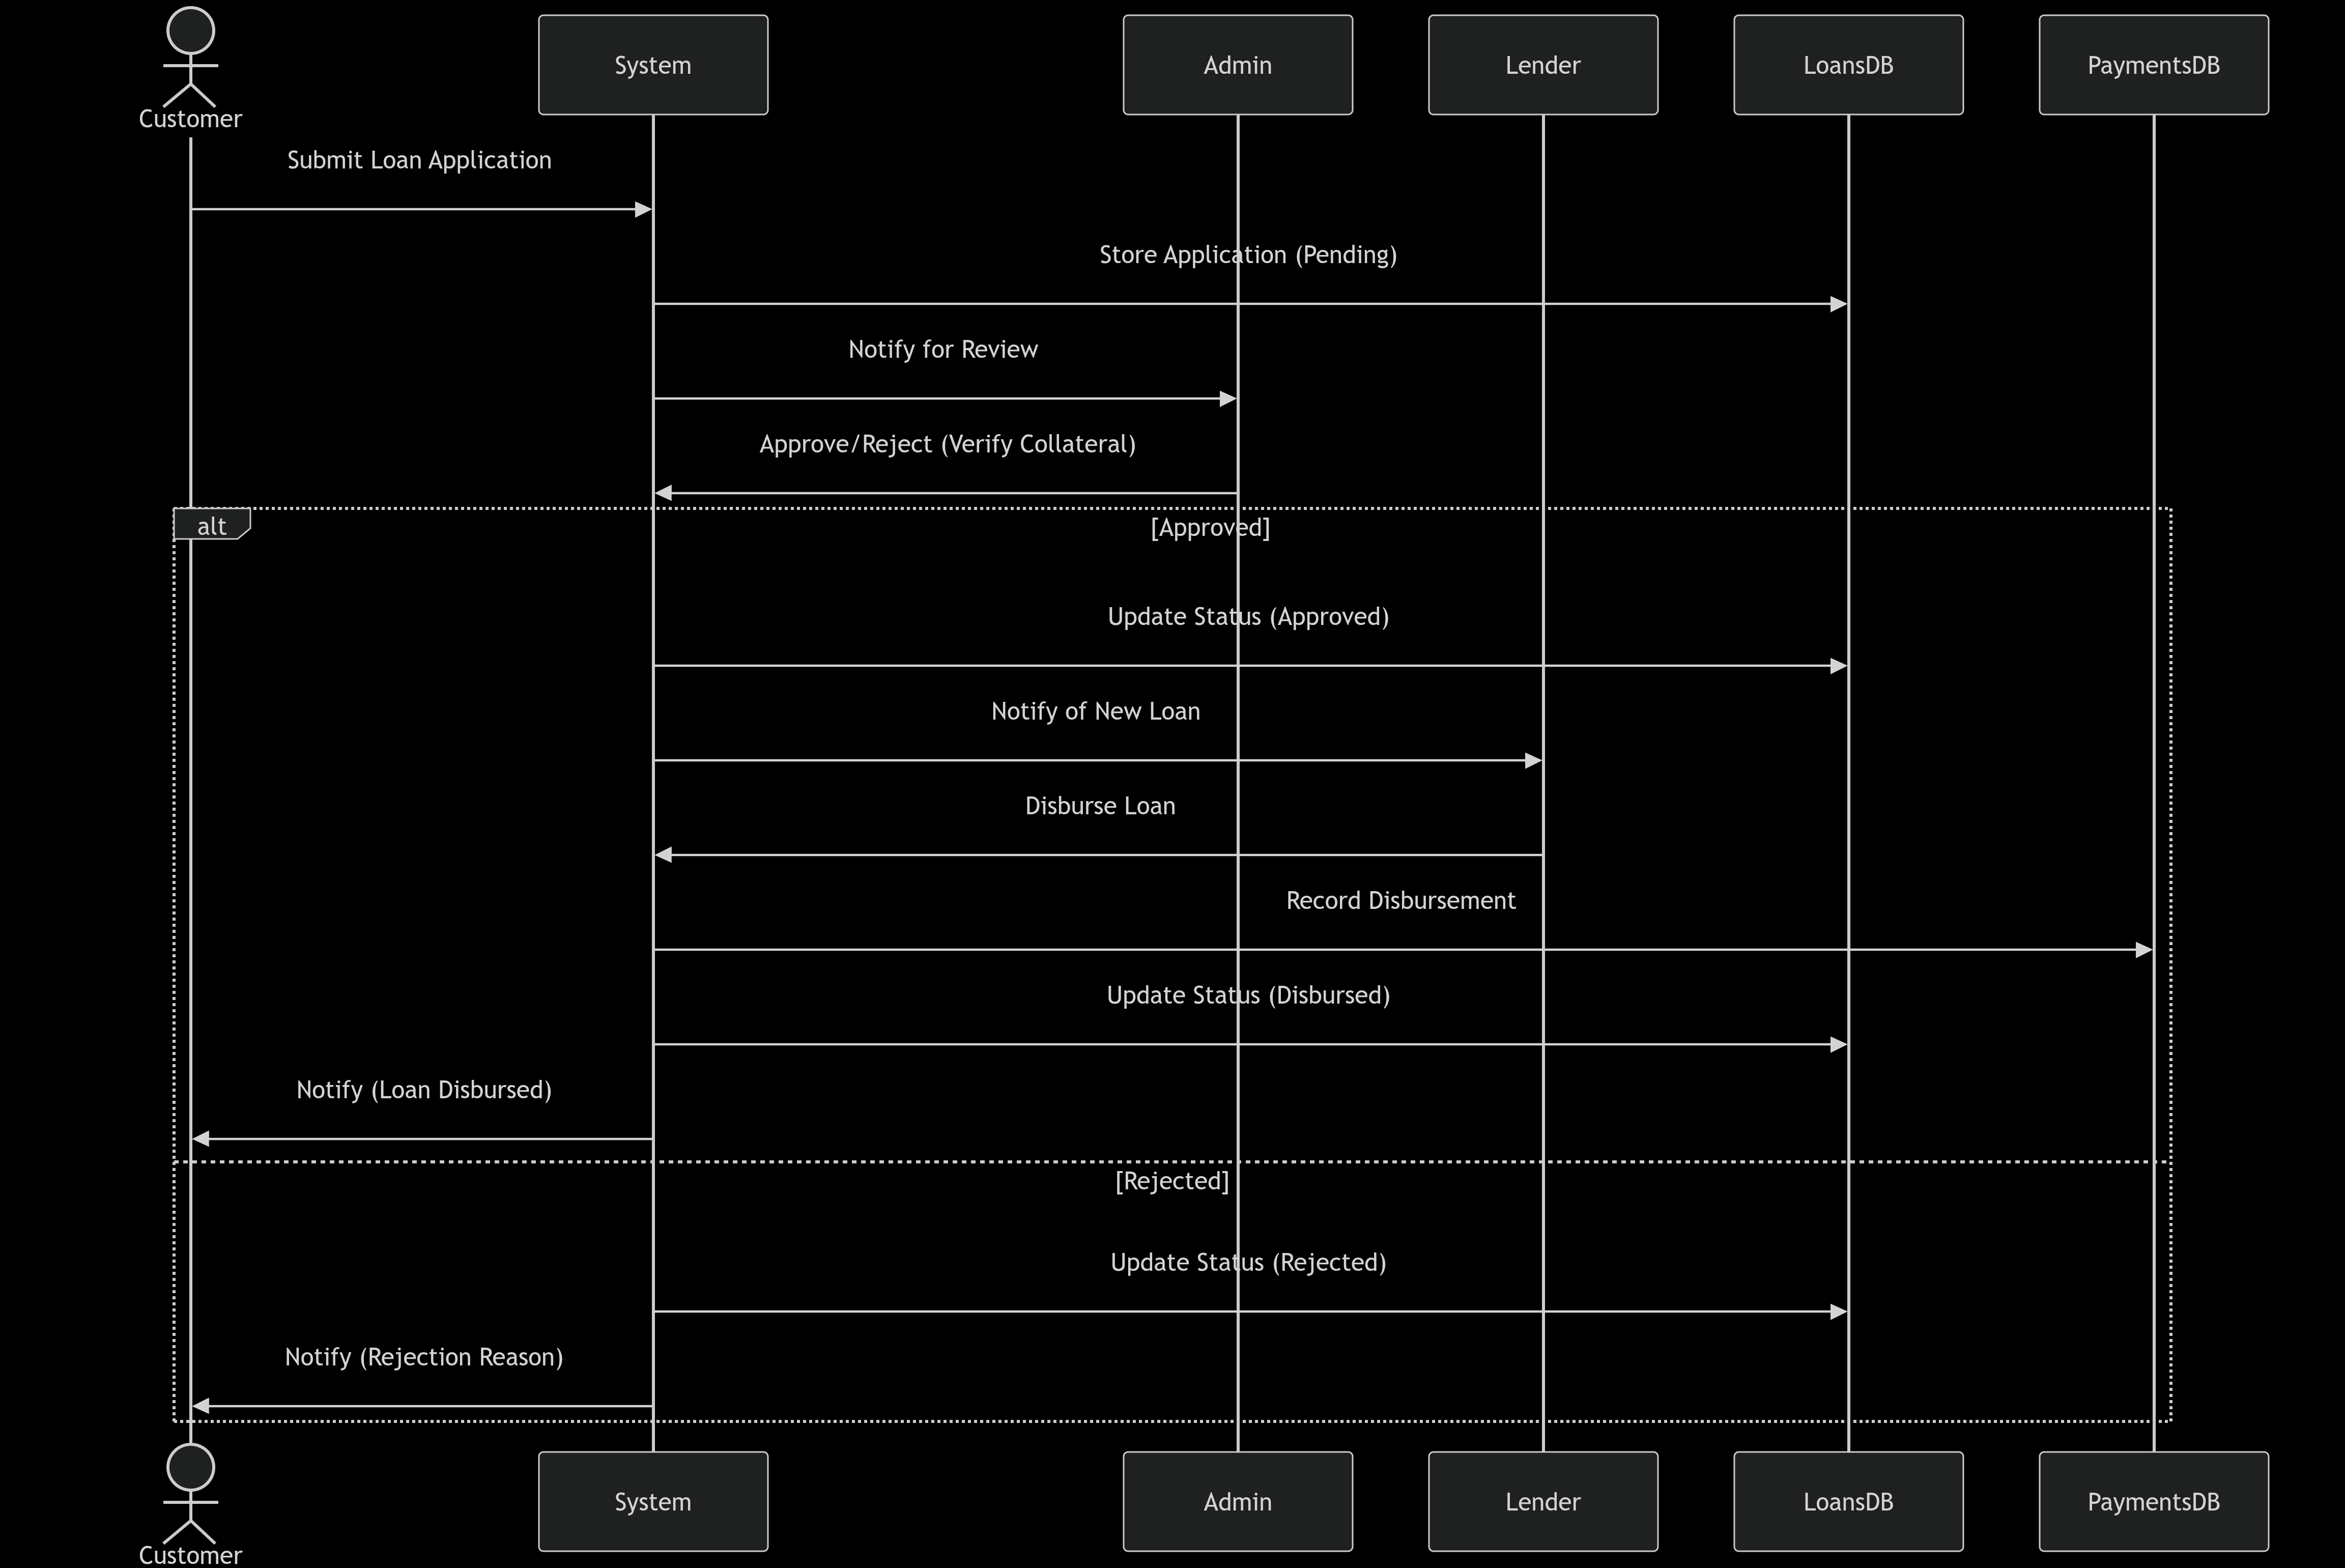 System
Admin
Lender
LoansDB
PaymentsDB
Customer
Submit Loan Application
Store Application (Pending)
Notify for Review
Approve/Reject (Verify Collateral)
alt
[Approved]
Update Status (Approved)
Notify of New Loan
Disburse Loan
Record Disbursement
Update Status (Disbursed)
Notify (Loan Disbursed)
[Rejected]
Update Status (Rejected)
Notify (Rejection Reason)
System
Admin
Lender
LoansDB
PaymentsDB
Customer